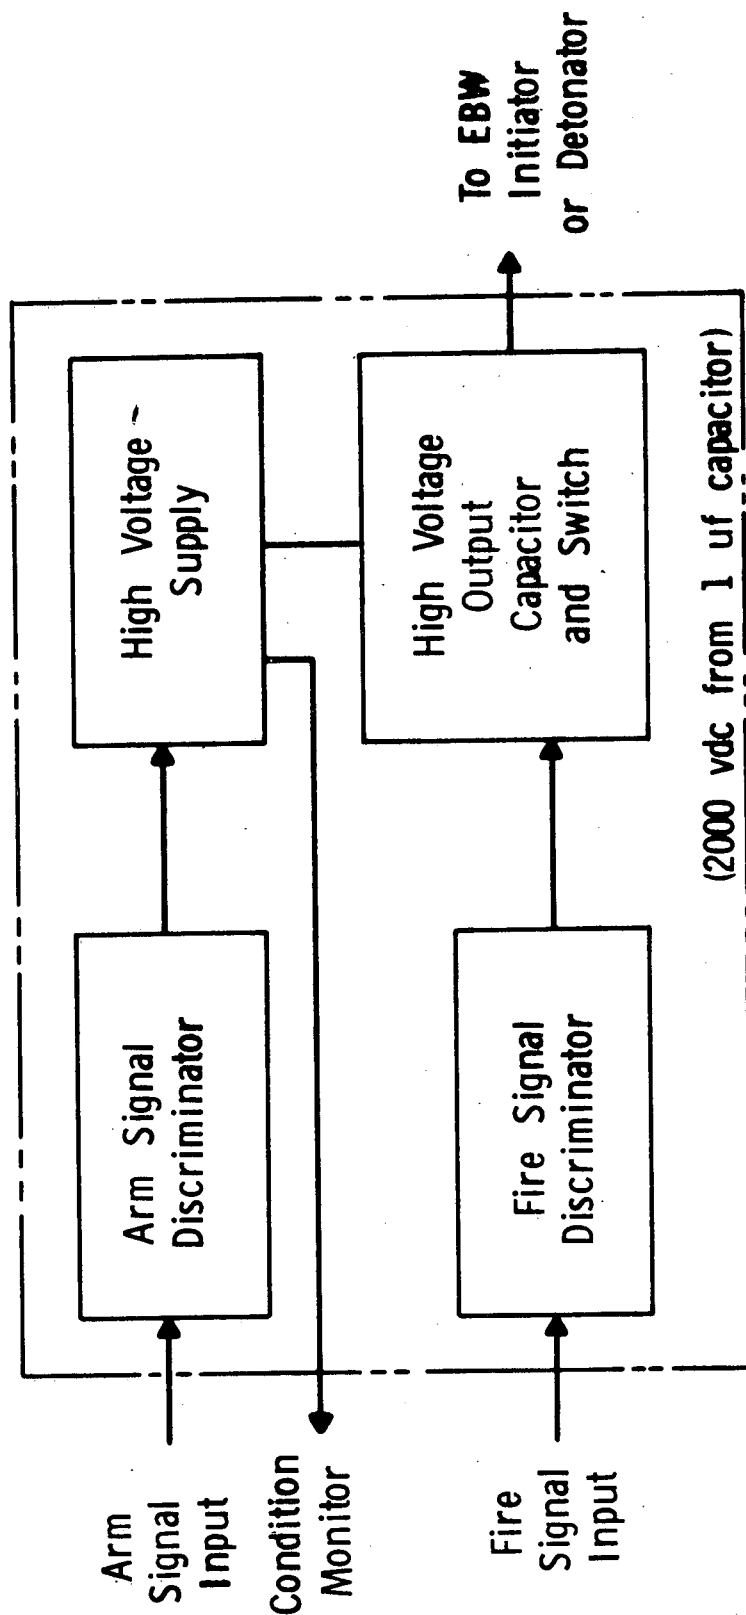 Arm
Signal
Input
Arm Signal
Discriminator
High Voltage
Supply
Condition
Monitor
Fire
Signal
Input
Fire Signal
Discriminator
High Voltage
Output
Capacitor
and Switch
To EBW
Initiator
or Detonator
(2000 vdc from 1 uf capacitor)